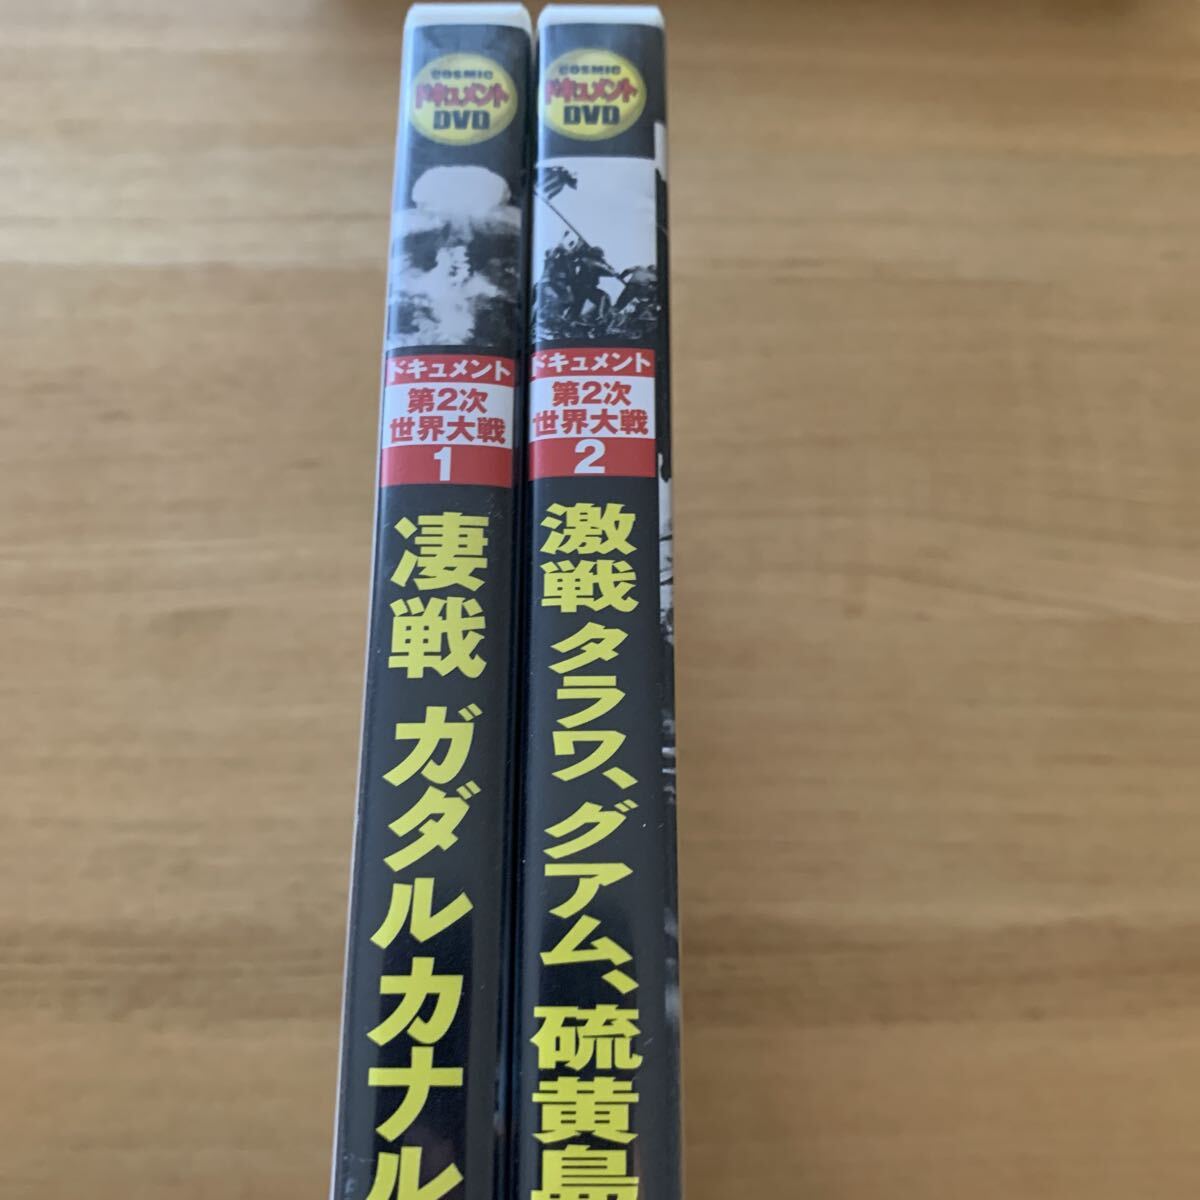 COSMIC
ドキュメント
DVD
ドキュメント
第2次
世界大戦
1
凄戦 ガダルカナル
COSMIC
ドキュメント
DVD
ドキュメント
第2次
世界大戦
2
激戦 タラワ、グアム、硫黄島